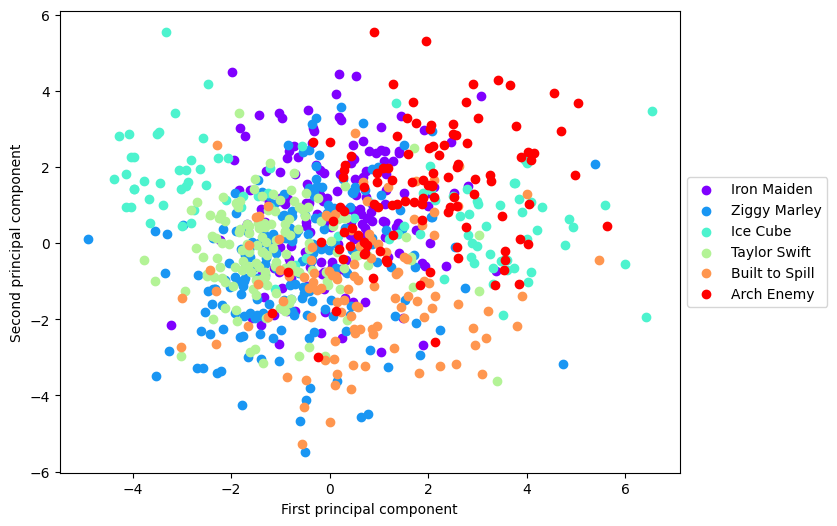 6
4
2
0
−2
−4
−6
Second principal component
−4
−2
0
2
4
6
First principal component
Iron Maiden
Ziggy Marley
Ice Cube
Taylor Swift
Built to Spill
Arch Enemy